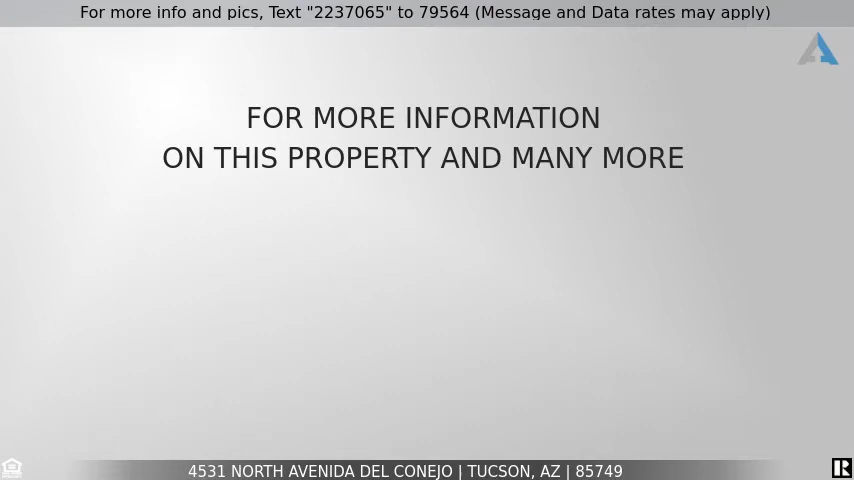 For more info and pics, Text "2237065" to 79564 (Message and Data rates may apply)
FOR MORE INFORMATION
ON THIS PROPERTY AND MANY MORE
4531 NORTH AVENIDA DEL CONEJO | TUCSON, AZ | 85749